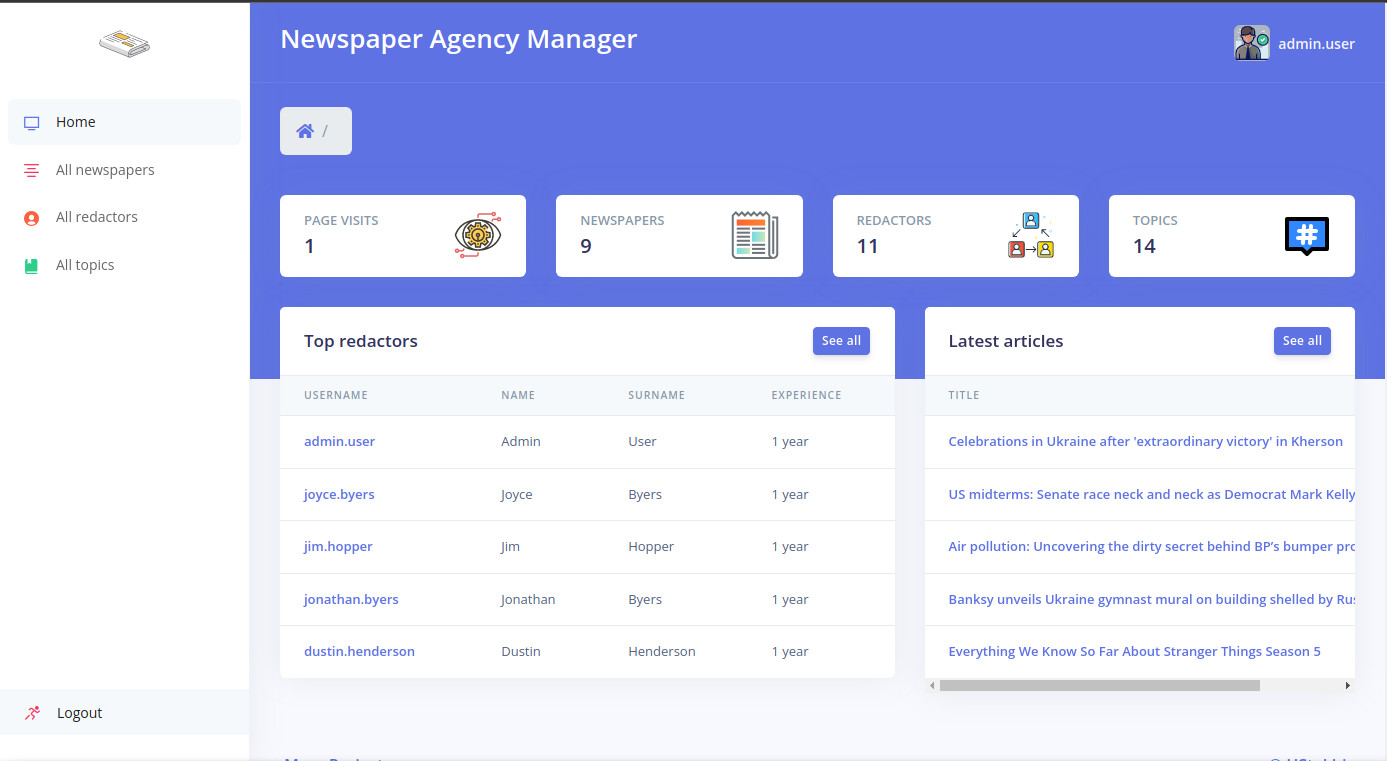 Newspaper Agency Manager
admin.user
Home
All newspapers
All redactors
All topics
Logout
/
PAGE VISITS
1
NEWSPAPERS
9
REDACTORS
11
TOPICS
14
#
Top redactors
See all
USERNAME NAME SURNAME EXPERIENCE
admin.user Admin User 1 year
joyce.byers Joyce Byers 1 year
jim.hopper Jim Hopper 1 year
jonathan.byers Jonathan Byers 1 year
dustin.henderson Dustin Henderson 1 year
Latest articles
See all
TITLE
Celebrations in Ukraine after 'extraordinary victory' in Kherson
US midterms: Senate race neck and neck as Democrat Mark Kelly
Air pollution: Uncovering the dirty secret behind BP’s bumper pro
Banksy unveils Ukraine gymnast mural on building shelled by Rus
Everything We Know So Far About Stranger Things Season 5